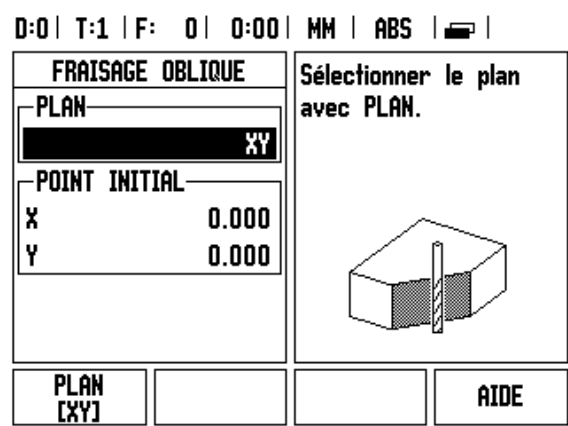 D:0 | T:1 | F: 0 | 0:00 | MM | ABS |
FRAISAGE OBLIQUE
PLAN
XY
POINT INITIAL
X 0.000
Y 0.000
Sélectionner le plan
avec PLAN.
PLAN
[XY]
AIDE